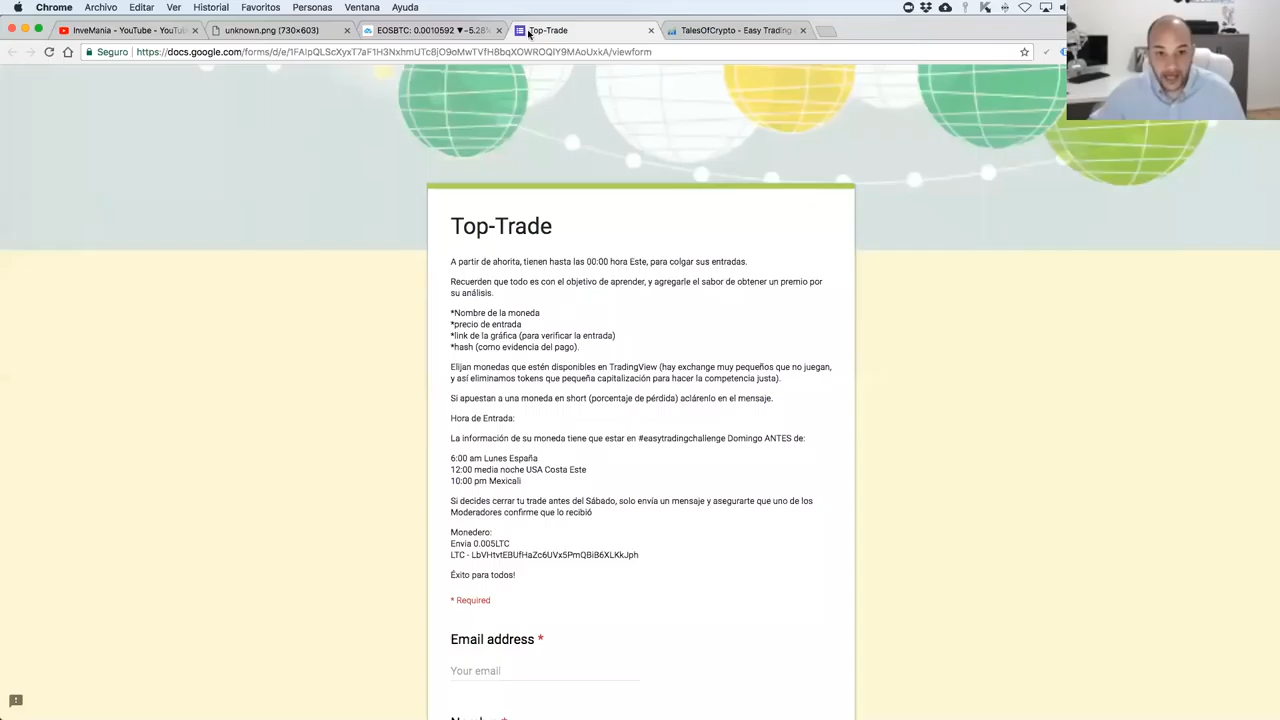 Chrome Archivo Editar Ver Historial Favoritos Personas Ventana Ayuda
InveMania - YouTube - YouTu
unknown.png (730×603)
EOSBTC: 0.0010592 ▼−5.28%
Top-Trade
TalesOfCrypto - Easy Trading
Seguro https://docs.google.com/forms/d/e/1FAIpQLScXyxT7aF1H3NxhmUTc8jO9oMwTVfH8bqXOWROQIY9MAoUxkA/viewform
Top-Trade
A partir de ahorita, tienen hasta las 00:00 hora Este, para colgar sus entradas.
Recuerden que todo es con el objetivo de aprender, y agregarle el sabor de obtener un premio por
su análisis.
*Nombre de la moneda
*precio de entrada
*link de la gráfica (para verificar la entrada)
*hash (como evidencia del pago).
Elijan monedas que estén disponibles en TradingView (hay exchange muy pequeños que no juegan,
y así eliminamos tokens que pequeña capitalización para hacer la competencia justa).
Si apuestan a una moneda en short (porcentaje de pérdida) aclárenlo en el mensaje.
Hora de Entrada:
La información de su moneda tiene que estar en #easytradingchallenge Domingo ANTES de:
6:00 am Lunes España
12:00 media noche USA Costa Este
10:00 pm Mexicali
Si decides cerrar tu trade antes del Sábado, solo envía un mensaje y asegurarte que uno de los
Moderadores confirme que lo recibió
Monedero:
Envia 0.005LTC
LTC - LbVHtvtEBUfHaZc6UVx5PmQBiB6XLKkJph
Éxito para todos!
* Required
Email address *
Your email